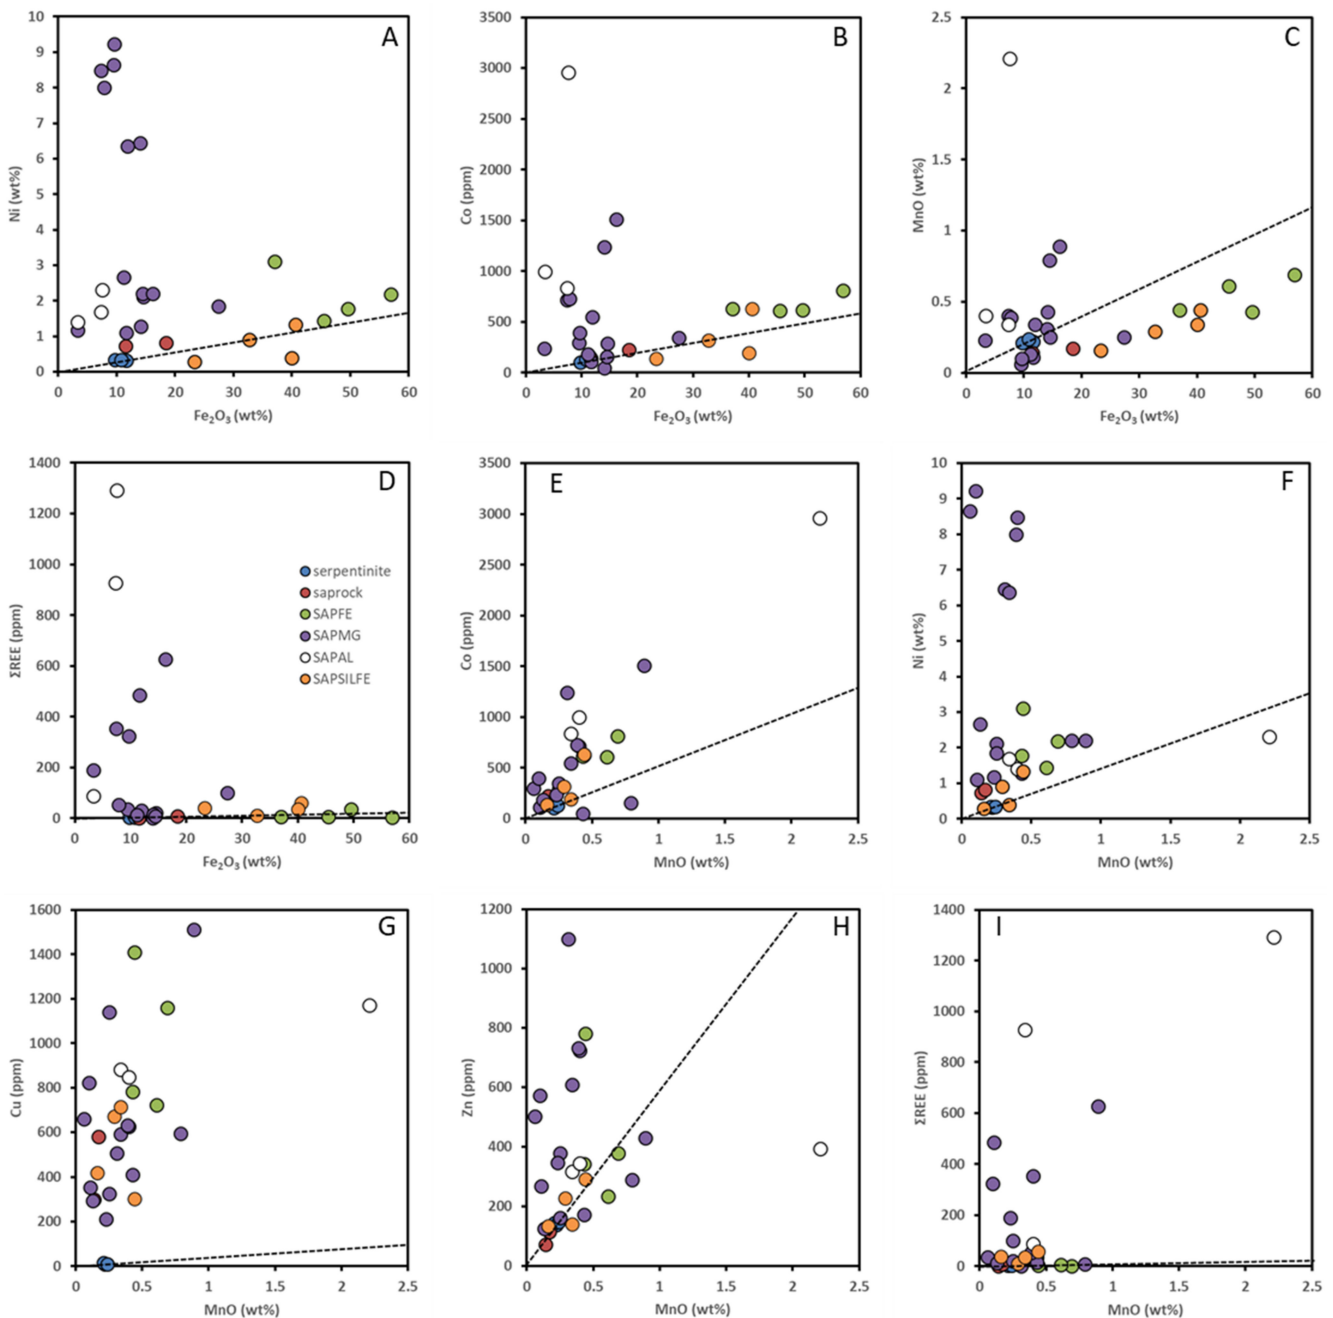 A
10
9
8
7
6
5
4
3
2
1
0
Ni (wt%)
0 10 20 30 40 50 60
Fe₂O₃ (wt%)
B
3500
3000
2500
2000
1500
1000
500
0
Co (ppm)
0 10 20 30 40 50 60
Fe₂O₃ (wt%)
C
2.5
2
1.5
1
0.5
0
MnO (wt%)
0 10 20 30 40 50 60
Fe₂O₃ (wt%)
D
1400
1200
1000
800
600
400
200
0
ΣREE (ppm)
serpentinite
saprock
SAPFE
SAPMG
SAPAL
SAPSILFE
0 10 20 30 40 50 60
Fe₂O₃ (wt%)
E
3500
3000
2500
2000
1500
1000
500
0
Co (ppm)
0 0.5 1 1.5 2 2.5
MnO (wt%)
F
10
9
8
7
6
5
4
3
2
1
0
Ni (wt%)
0 0.5 1 1.5 2 2.5
MnO (wt%)
G
1600
1400
1200
1000
800
600
400
200
0
Cu (ppm)
0 0.5 1 1.5 2 2.5
MnO (wt%)
H
1200
1000
800
600
400
200
0
Zn (ppm)
0 0.5 1 1.5 2 2.5
MnO (wt%)
I
1400
1200
1000
800
600
400
200
0
ΣREE (ppm)
0 0.5 1 1.5 2 2.5
MnO (wt%)